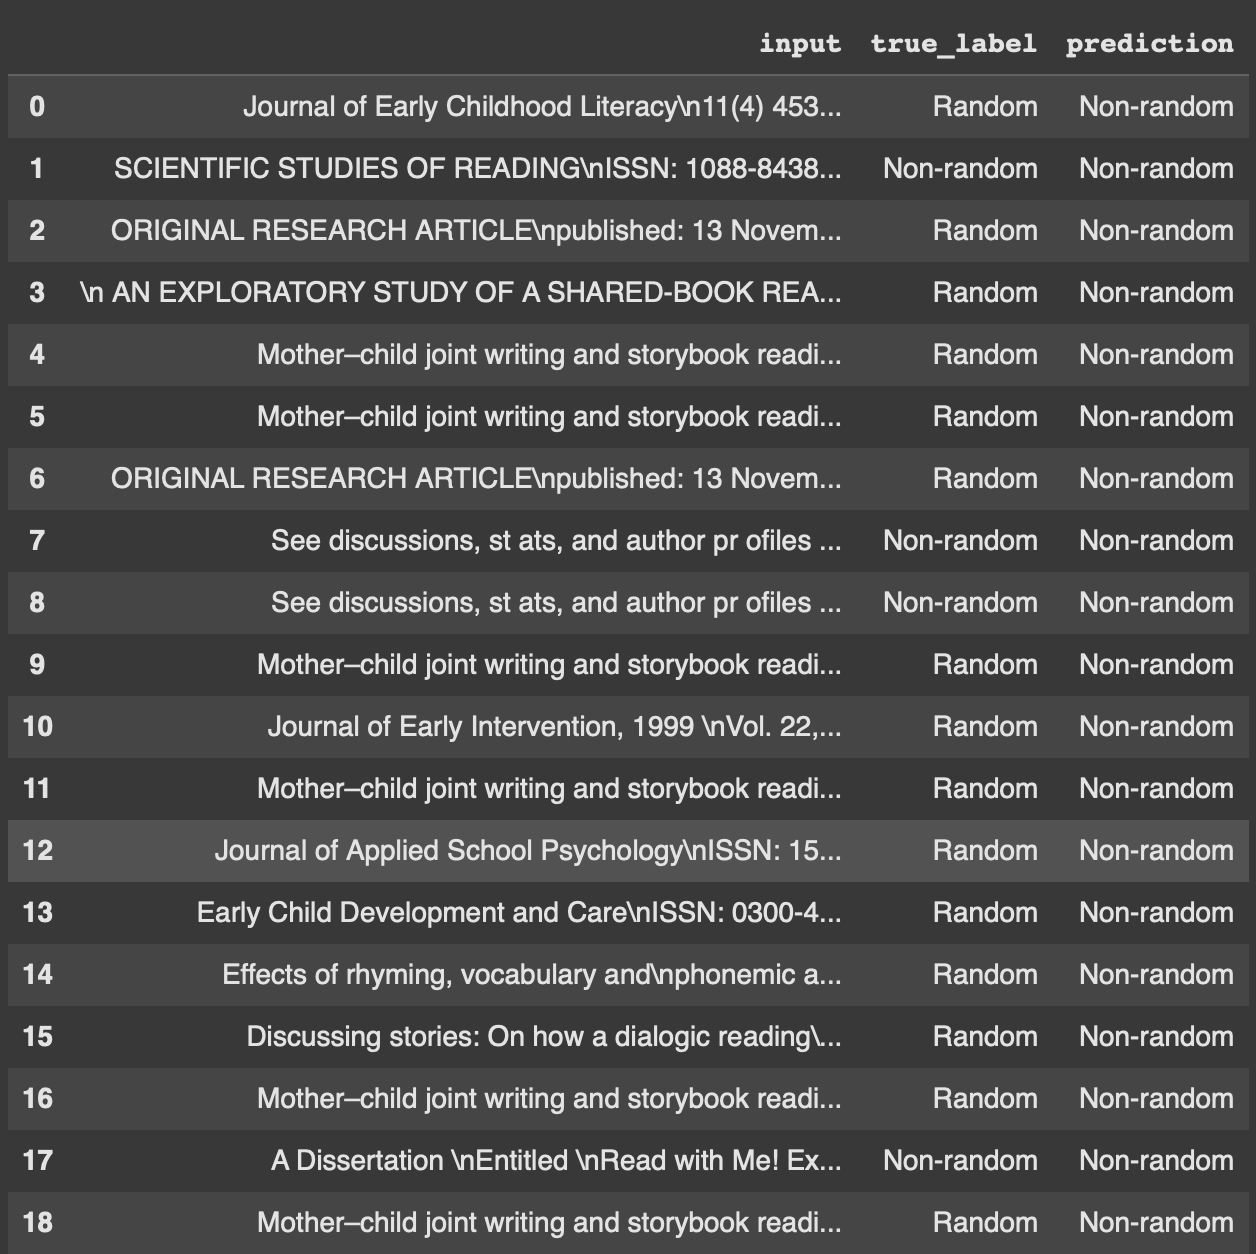 input true_label prediction
0 Journal of Early Childhood Literacy\n11(4) 453... Random Non-random
1 SCIENTIFIC STUDIES OF READING\nISSN: 1088-8438... Non-random Non-random
2 ORIGINAL RESEARCH ARTICLE\npublished: 13 Novem... Random Non-random
3 \n AN EXPLORATORY STUDY OF A SHARED-BOOK REA... Random Non-random
4 Mother–child joint writing and storybook readi... Random Non-random
5 Mother–child joint writing and storybook readi... Random Non-random
6 ORIGINAL RESEARCH ARTICLE\npublished: 13 Novem... Random Non-random
7 See discussions, st ats, and author pr ofiles ... Non-random Non-random
8 See discussions, st ats, and author pr ofiles ... Non-random Non-random
9 Mother–child joint writing and storybook readi... Random Non-random
10 Journal of Early Intervention, 1999 \nVol. 22,... Random Non-random
11 Mother–child joint writing and storybook readi... Random Non-random
12 Journal of Applied School Psychology\nISSN: 15... Random Non-random
13 Early Child Development and Care\nISSN: 0300-4... Random Non-random
14 Effects of rhyming, vocabulary and\nphonemic a... Random Non-random
15 Discussing stories: On how a dialogic reading\... Random Non-random
16 Mother–child joint writing and storybook readi... Random Non-random
17 A Dissertation \nEntitled \nRead with Me! Ex... Non-random Non-random
18 Mother–child joint writing and storybook readi... Random Non-random